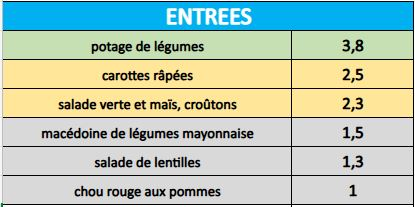 ENTREES
potage de légumes 3,8
carottes râpées 2,5
salade verte et maïs, croûtons 2,3
macédoine de légumes mayonnaise 1,5
salade de lentilles 1,3
chou rouge aux pommes 1